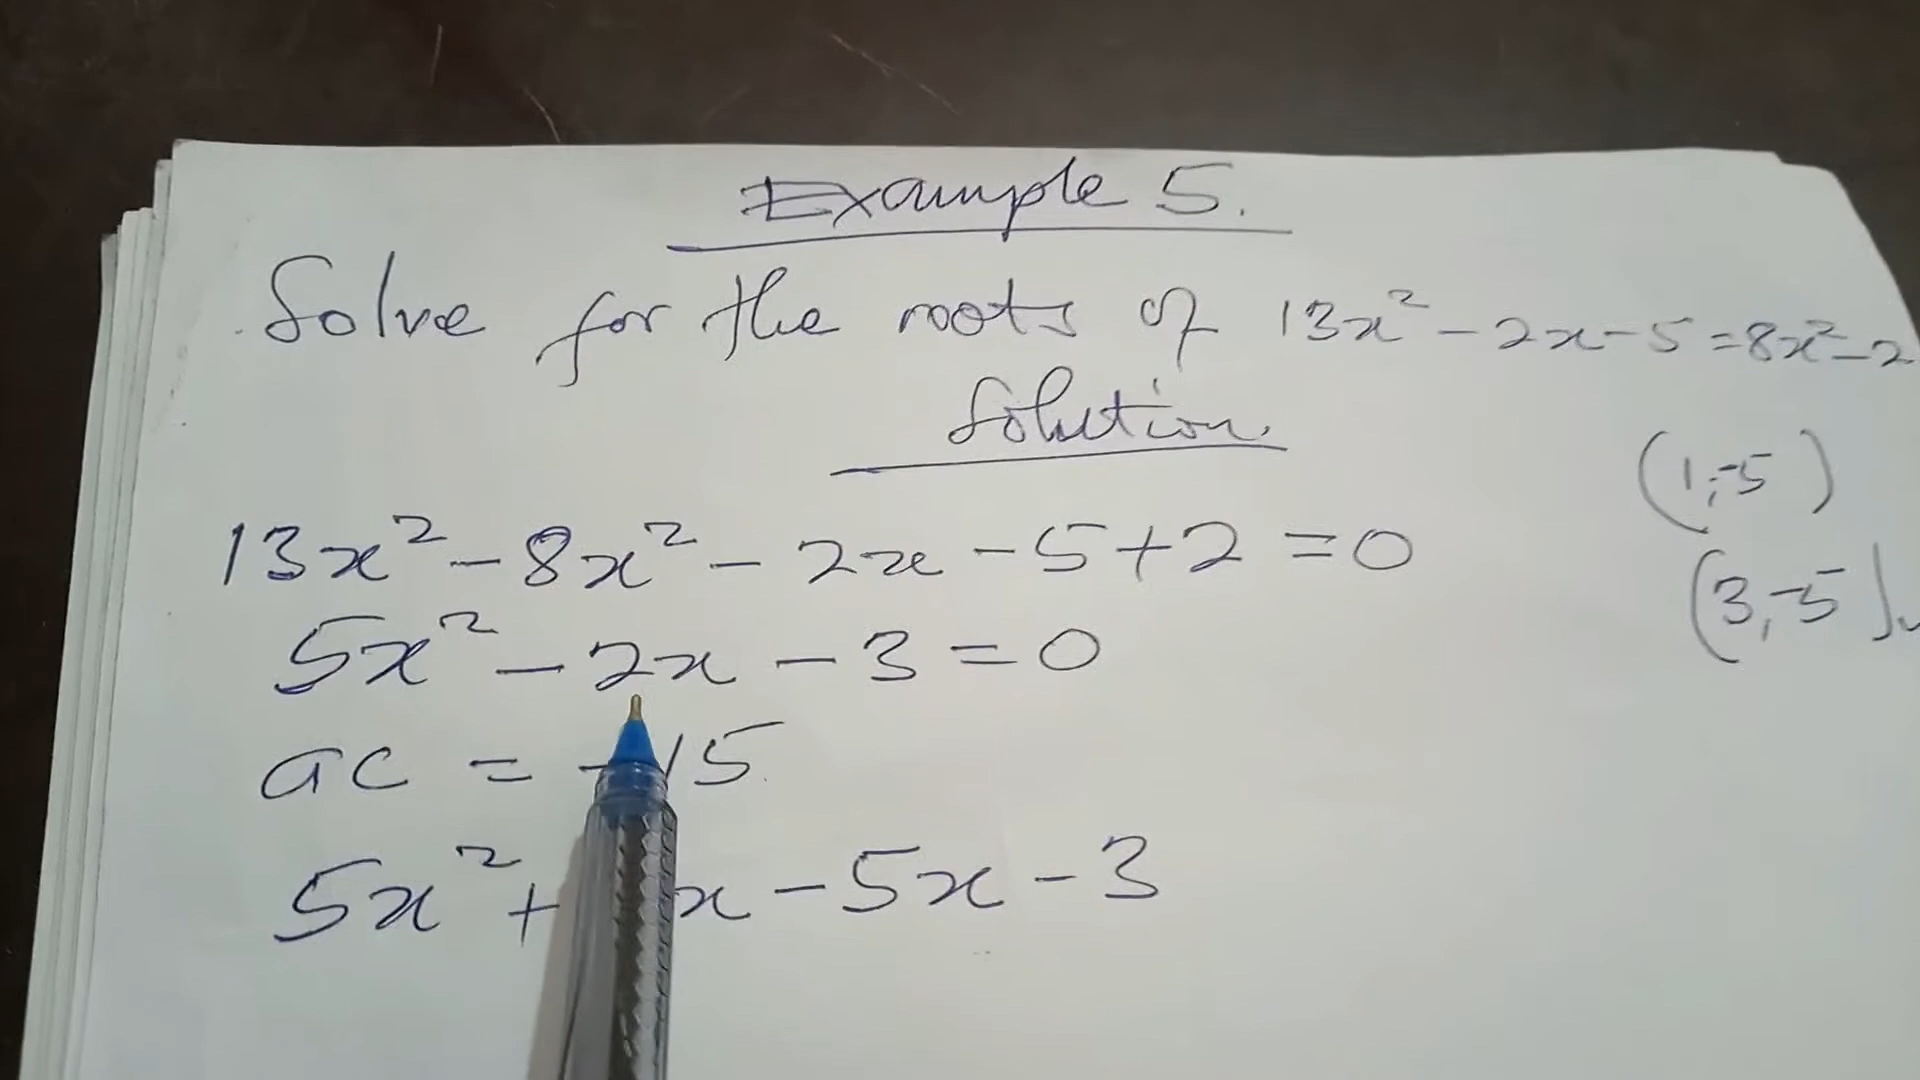 Example 5.
Solve for the roots of 13x² - 2x - 5 = 8x² - 2
Solution.
(1, -5)
13x² - 8x² - 2x - 5 + 2 = 0
(3, -5)
5x² - 2x - 3 = 0
ac = -15
5x² + x - 5x - 3